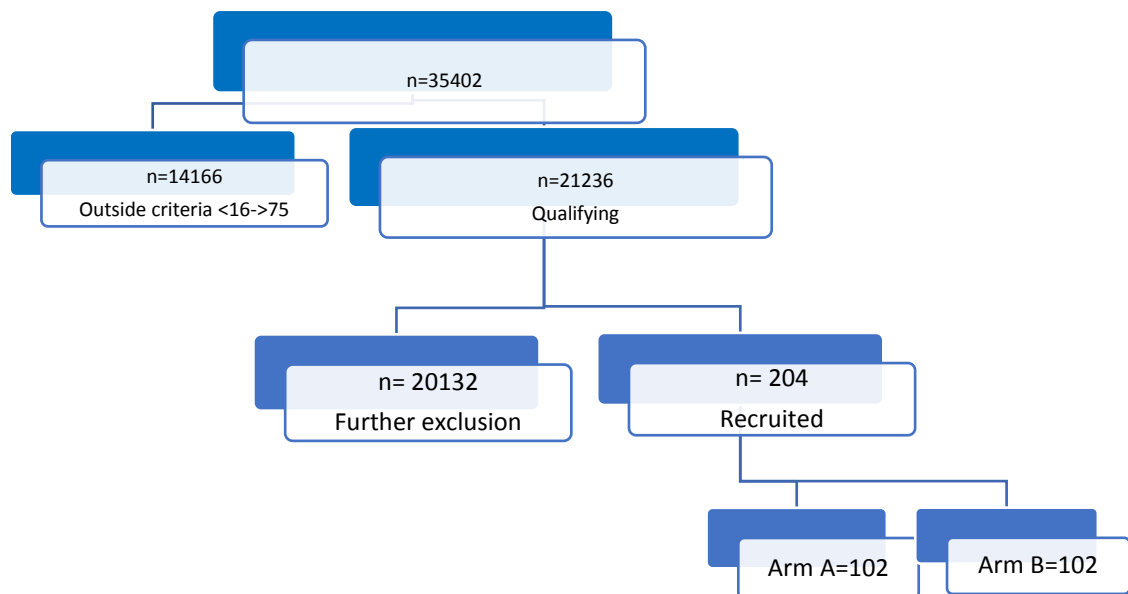 n=35402
n=14166
Outside criteria <16->75
n=21236
Qualifying
n= 20132
Further exclusion
n= 204
Recruited
Arm A=102
Arm B=102